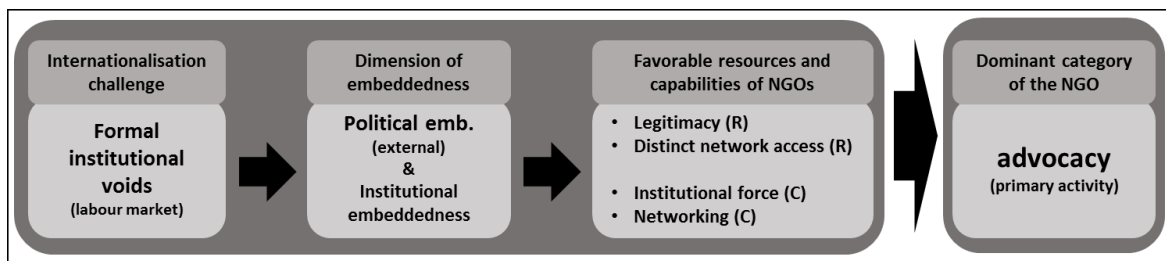 Internationalisation
challenge
Formal
institutional
voids
(labour market)
Dimension of
embeddedness
Political emb.
(external)
&
Institutional
embeddedness
Favorable resources and
capabilities of NGOs
• Legitimacy (R)
• Distinct network access (R)
• Institutional force (C)
• Networking (C)
Dominant category
of the NGO
advocacy
(primary activity)